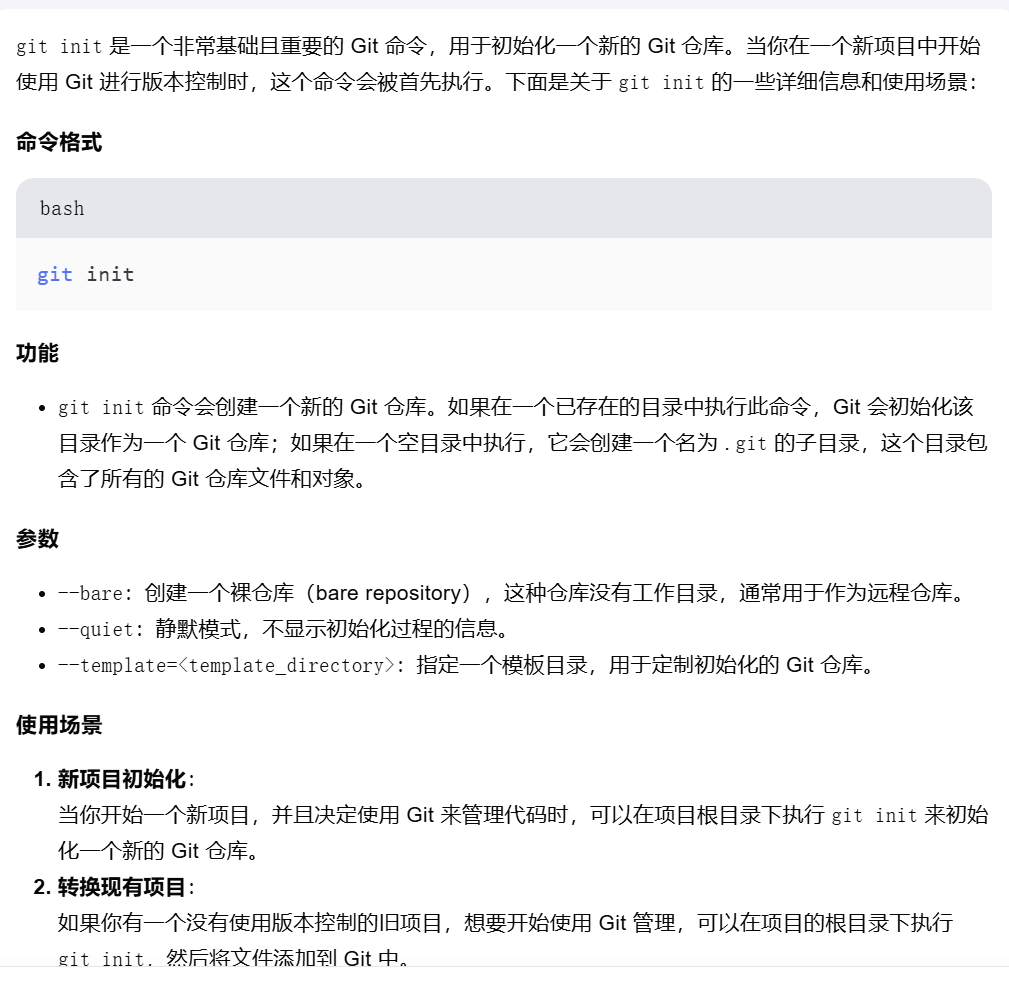 git init 是一个非常基础且重要的 Git 命令，用于初始化一个新的 Git 仓库。当你在一个新项目中开始
使用 Git 进行版本控制时，这个命令会被首先执行。下面是关于 git init 的一些详细信息和使用场景：
命令格式
bash
git init
功能
• git init 命令会创建一个新的 Git 仓库。如果在一个已存在的目录中执行此命令，Git 会初始化该
目录作为一个 Git 仓库；如果在一个空目录中执行，它会创建一个名为 .git 的子目录，这个目录包
含了所有的 Git 仓库文件和对象。
参数
• --bare：创建一个裸仓库（bare repository），这种仓库没有工作目录，通常用于作为远程仓库。
• --quiet：静默模式，不显示初始化过程的信息。
• --template=<template_directory>：指定一个模板目录，用于定制初始化的 Git 仓库。
使用场景
1. 新项目初始化：
当你开始一个新项目，并且决定使用 Git 来管理代码时，可以在项目根目录下执行 git init 来初始
化一个新的 Git 仓库。
2. 转换现有项目：
如果你有一个没有使用版本控制的旧项目，想要开始使用 Git 管理，可以在项目的根目录下执行
git init，然后将文件添加到 Git 中。